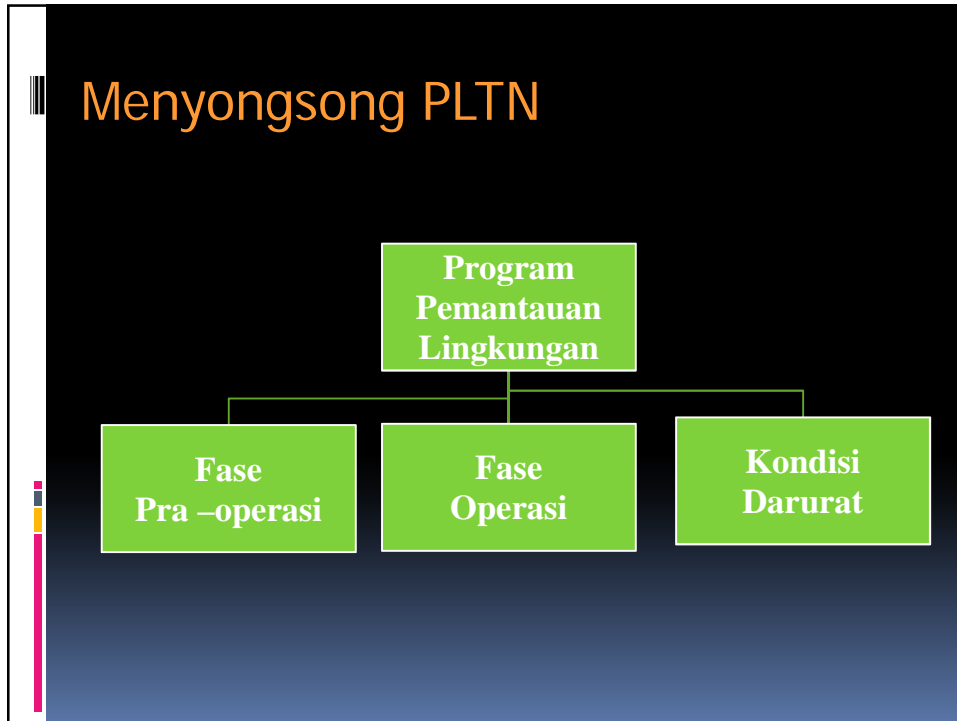 Menyongsong PLTN
Program
Pemantauan
Lingkungan
Fase
Pra –operasi
Fase
Operasi
Kondisi
Darurat